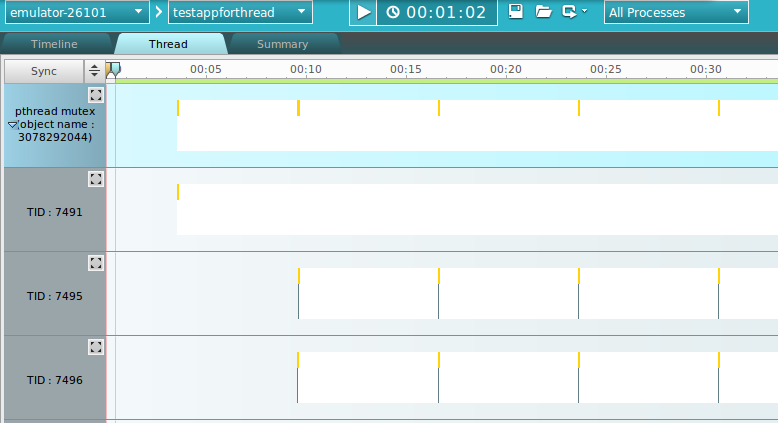 emulator-26101
testappforthread
00:01:02
All Processes
Timeline
Thread
Summary
Sync
00:05
00:10
00:15
00:20
00:25
00:30
pthread mutex
(object name :
3078292044)
TID : 7491
TID : 7495
TID : 7496